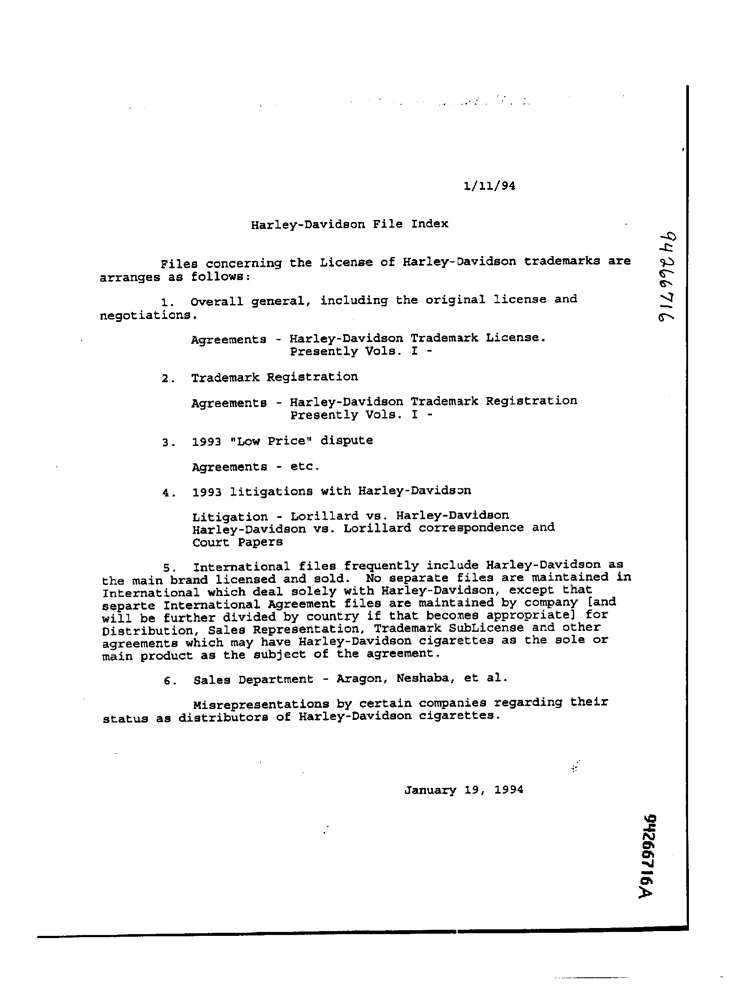 1/11/94
Harley-Davidson File Index
Files concerning the License of Harley-Davidson trademarks are
arranges as follows:
1. Overall general, including the original license and
negotiations.
Agreements - Harley-Davidson Trademark License.
Presently Vols. I -
2. Trademark Registration
Agreements - Harley-Davidson Trademark Registration
Presently Vols. I -
3. 1993 "Low Price" dispute
Agreements - etc.
4. 1993 litigations with Harley-Davidson
Litigation - Lorillard vs. Harley-Davidson
Harley-Davidson vs. Lorillard correspondence and
Court Papers
5. International files frequently include Harley-Davidson as
the main brand licensed and sold. No separate files are maintained in
International which deal solely with Harley-Davidson, except that
separte International Agreement files are maintained by company [and
will be further divided by country if that becomes appropriate] for
Distribution, Sales Representation, Trademark SubLicense and other
agreements which may have Harley-Davidson cigarettes as the sole or
main product as the subject of the agreement.
6. Sales Department - Aragon, Neshaba, et al.
Misrepresentations by certain companies regarding their
status as distributors of Harley-Davidson cigarettes.
January 19, 1994
94266716
94266716A